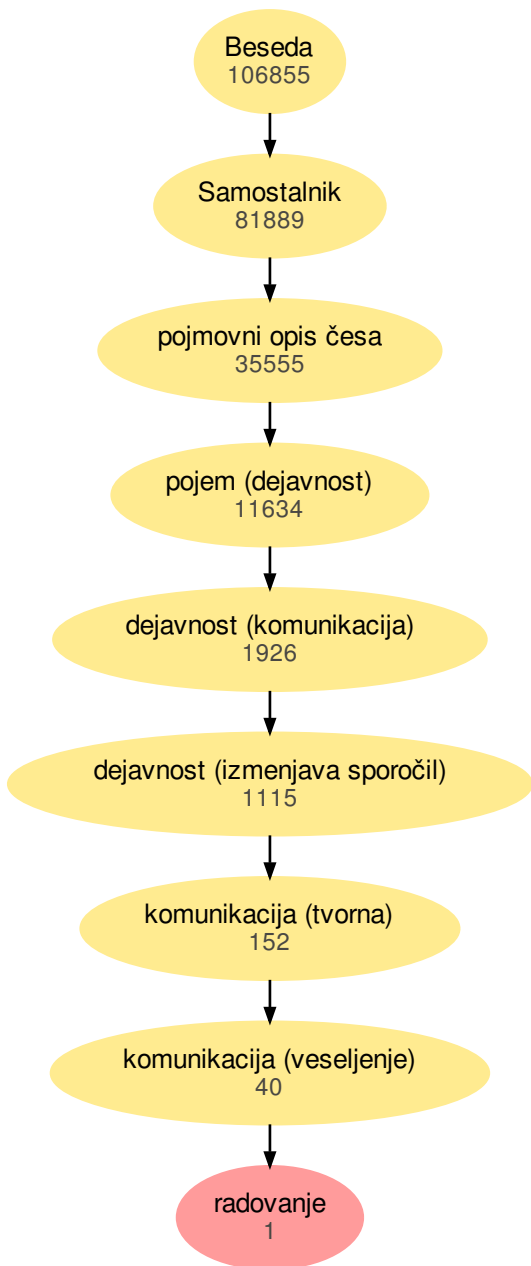 Beseda
106855
Samostalnik
81889
pojmovni opis česa
35555
pojem (dejavnost)
11634
dejavnost (komunikacija)
1926
dejavnost (izmenjava sporočil)
1115
komunikacija (tvorna)
152
komunikacija (veseljenje)
40
radovanje
1